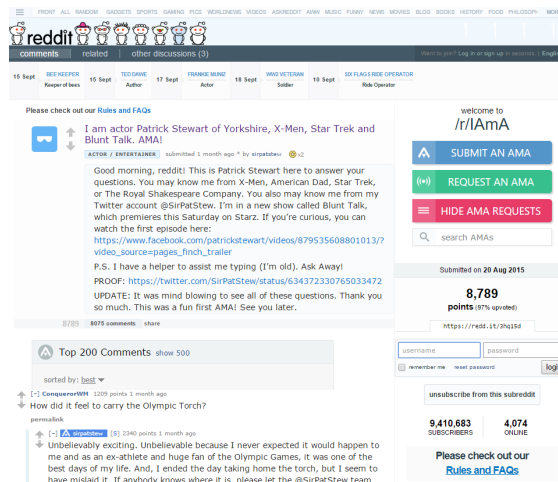 FRONT ALL RANDOM GADGETS SPORTS GAMING PICS WORLDNEWS VIDEOS ASKREDDIT AWW MUSIC FUNNY NEWS MOVIES BLOG BOOKS HISTORY FOOD PHILOSOPH MOR
reddit
comments related other discussions (3)
Want to join? Log in or sign up in seconds. | Engli
15 Sept BEE KEEPER Keeper of bees
15 Sept TED DAWE Author
17 Sept FRANKIE MUNIZ Actor
18 Sept WW2 VETERAN Soldier
10 Sept SIX FLAGS RIDE OPERATOR Ride Operator
Please check out our Rules and FAQs
I am actor Patrick Stewart of Yorkshire, X-Men, Star Trek and
Blunt Talk. AMA!
ACTOR / ENTERTAINER submitted 1 month ago * by sirpatstew x2
Good morning, reddit! This is Patrick Stewart here to answer your
questions. You may know me from X-Men, American Dad, Star Trek,
or The Royal Shakespeare Company. You also may know me from my
Twitter account @SirPatStew. I'm in a new show called Blunt Talk,
which premieres this Saturday on Starz. If you're curious, you can
watch the first episode here:
https://www.facebook.com/patrickstewart/videos/879535608801013/?
video_source=pages_finch_trailer
P.S. I have a helper to assist me typing (I'm old). Ask Away!
PROOF: https://twitter.com/SirPatStew/status/634372330765033472
UPDATE: It was mind blowing to see all of these questions. Thank you
so much. This was a fun first AMA! See you later.
8789 8075 comments share
Top 200 Comments show 500
sorted by: best
[–] ConquerorWM 1209 points 1 month ago
How did it feel to carry the Olympic Torch?
permalink
[–] sirpatstew [S] 2340 points 1 month ago
Unbelievably exciting. Unbelievable because I never expected it would happen to
me and as an ex-athlete and huge fan of the Olympic Games, it was one of the
best days of my life. And, I ended the day taking home the torch, but I seem to
have mislaid it. If anybody knows where it is, please let the @SirPatStew team
welcome to
/r/IAmA
SUBMIT AN AMA
REQUEST AN AMA
HIDE AMA REQUESTS
search AMAs
Submitted on 20 Aug 2015
8,789
points (97% upvoted)
https://redd.it/3hq15d
username password
remember me reset password logi
unsubscribe from this subreddit
9,410,683 4,074
SUBSCRIBERS ONLINE
Please check out our
Rules and FAQs